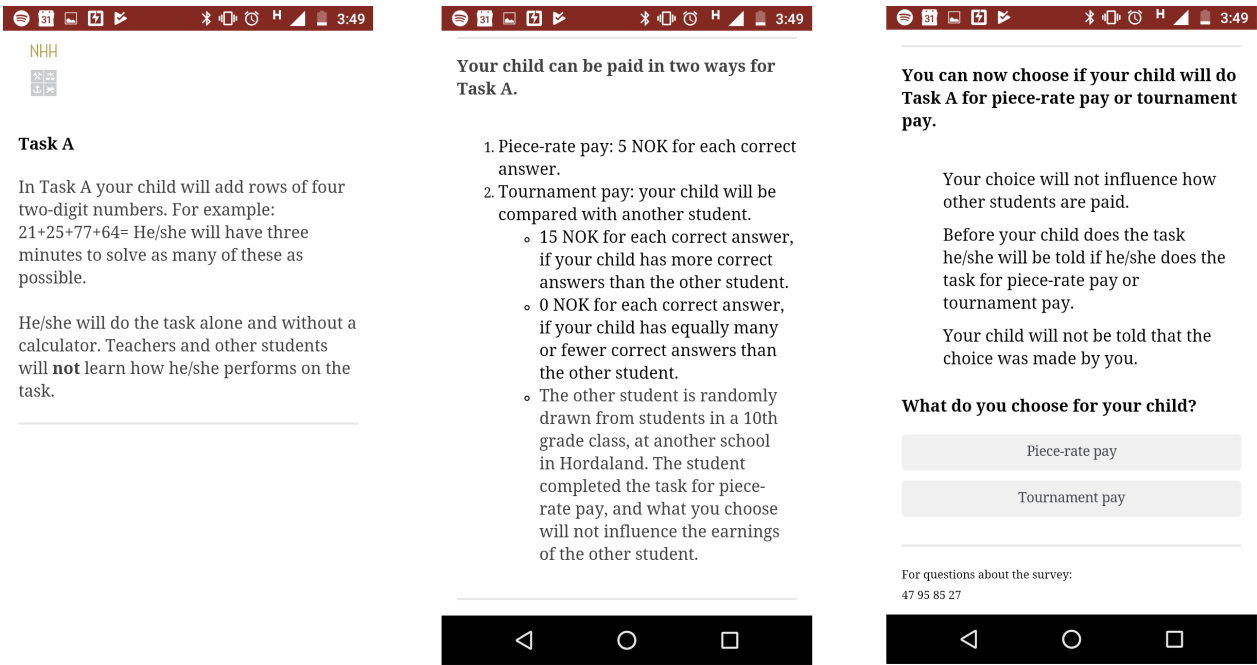 31 H 3:49
NHH
Task A
In Task A your child will add rows of four
two-digit numbers. For example:
21+25+77+64= He/she will have three
minutes to solve as many of these as
possible.
He/she will do the task alone and without a
calculator. Teachers and other students
will not learn how he/she performs on the
task.
31 H 3:49
Your child can be paid in two ways for
Task A.
1. Piece-rate pay: 5 NOK for each correct
answer.
2. Tournament pay: your child will be
compared with another student.
15 NOK for each correct answer,
if your child has more correct
answers than the other student.
0 NOK for each correct answer,
if your child has equally many
or fewer correct answers than
the other student.
The other student is randomly
drawn from students in a 10th
grade class, at another school
in Hordaland. The student
completed the task for piece-
rate pay, and what you choose
will not influence the earnings
of the other student.
31 H 3:49
You can now choose if your child will do
Task A for piece-rate pay or tournament
pay.
Your choice will not influence how
other students are paid.
Before your child does the task
he/she will be told if he/she does the
task for piece-rate pay or
tournament pay.
Your child will not be told that the
choice was made by you.
What do you choose for your child?
Piece-rate pay
Tournament pay
For questions about the survey:
47 95 85 27